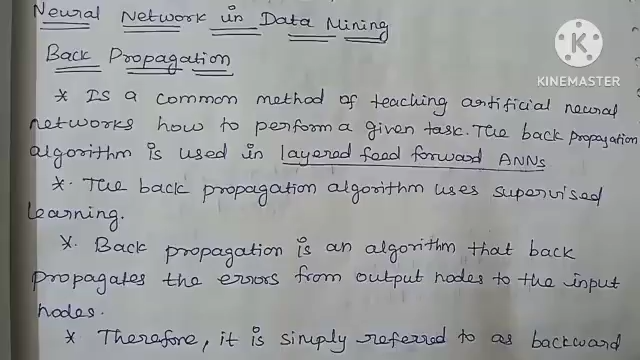 Neural Network in Data Mining
Back Propagation
KINEMASTER
* Is a common method of teaching artificial neural
networks how to perform a given task. The back propagation
algorithm is used in layered feed forward ANNs
* The back propagation algorithm uses supervised
learning.
* Back propagation is an algorithm that back
propagates the errors from output nodes to the input
nodes.
* Therefore, it is simply referred to as backward